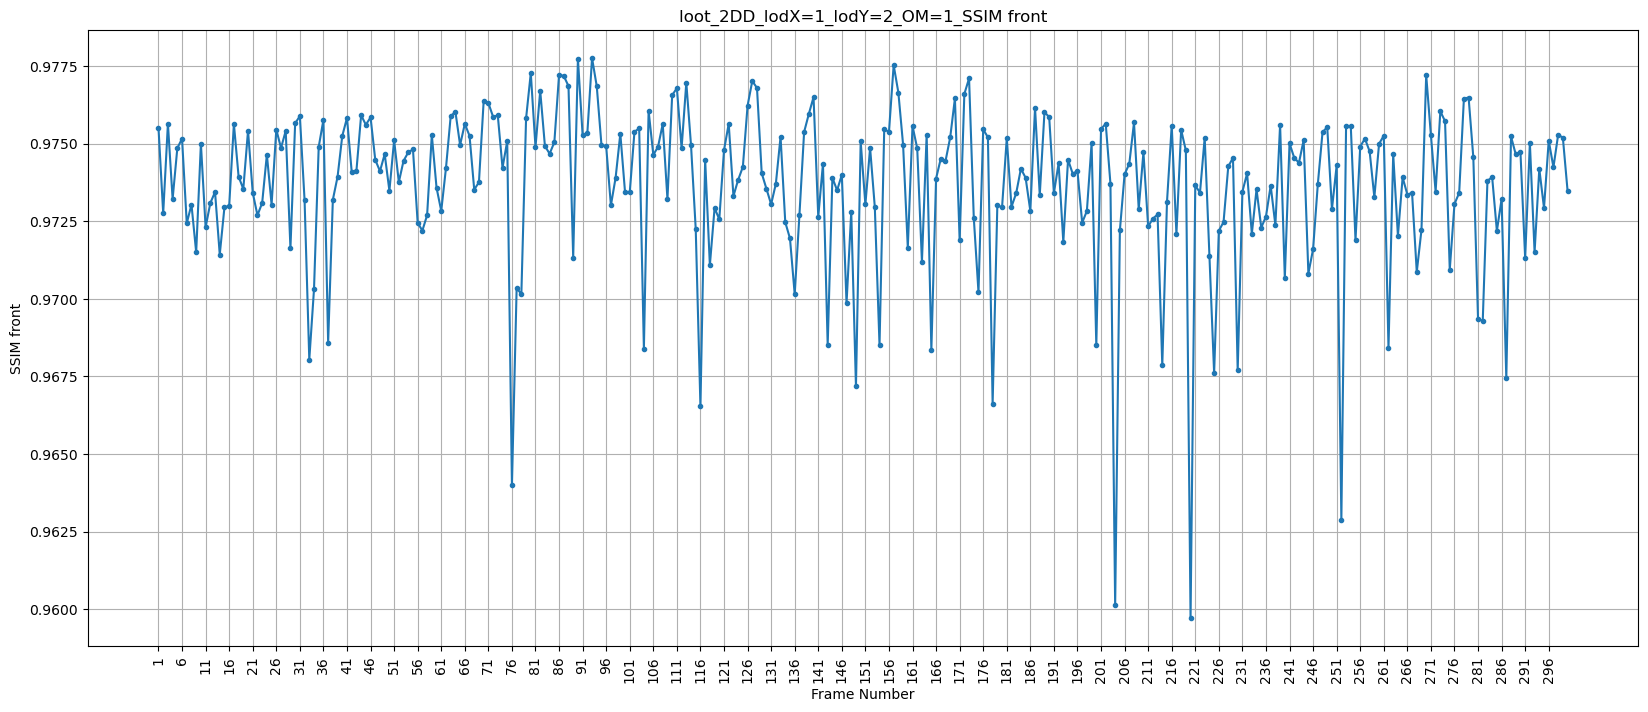 loot_2DD_lodX=1_lodY=2_OM=1_SSIM front
SSIM front
0.9775
0.9750
0.9725
0.9700
0.9675
0.9650
0.9625
0.9600
1 6 11 16 21 26 31 36 41 46 51 56 61 66 71 76 81 86 91 96 101 106 111 116 121 126 131 136 141 146 151 156 161 166 171 176 181 186 191 196 201 206 211 216 221 226 231 236 241 246 251 256 261 266 271 276 281 286 291 296
Frame Number